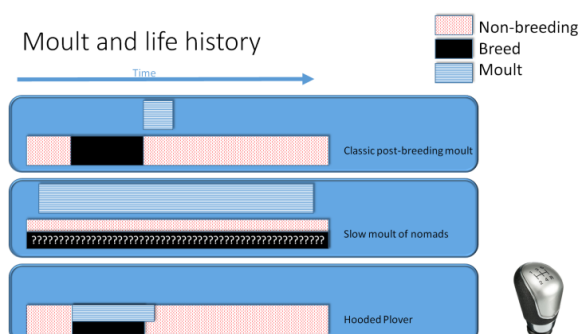 Moult and life history
Non-breeding
Breed
Moult
Time
Classic post-breeding moult
?????????????????????????????????????????????????????
Slow moult of nomads
Hooded Plover